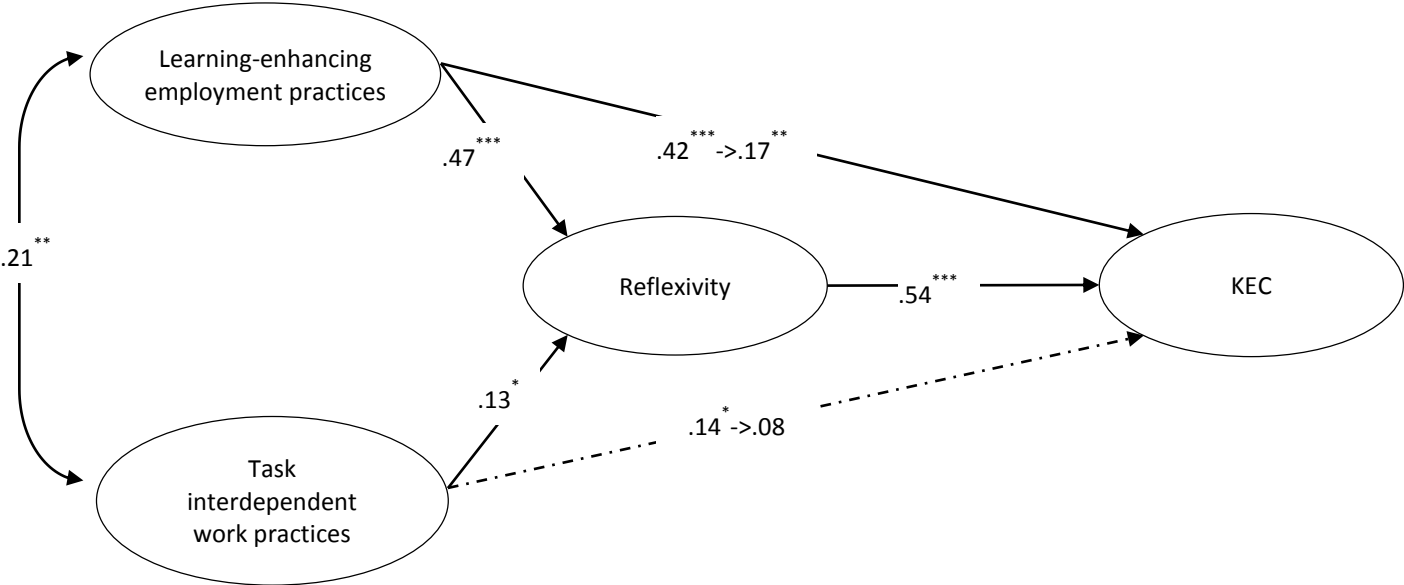 Learning-enhancing
employment practices
.47***
.42***->.17**
.21**
Reflexivity
.54***
KEC
.13*
.14*->.08
Task
interdependent
work practices